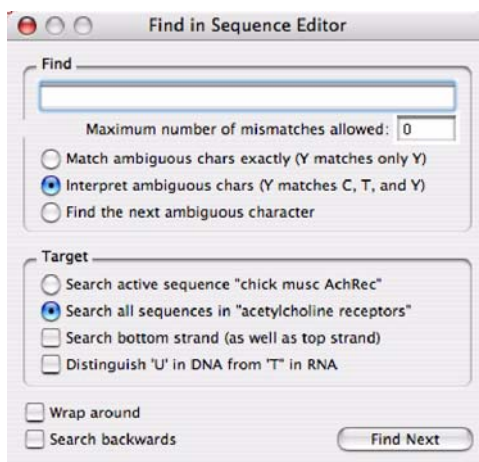 Find in Sequence Editor
Find
Maximum number of mismatches allowed: 0
Match ambiguous chars exactly (Y matches only Y)
Interpret ambiguous chars (Y matches C, T, and Y)
Find the next ambiguous character
Target
Search active sequence "chick musc AchRec"
Search all sequences in "acetylcholine receptors"
Search bottom strand (as well as top strand)
Distinguish 'U' in DNA from 'T' in RNA
Wrap around
Search backwards
Find Next